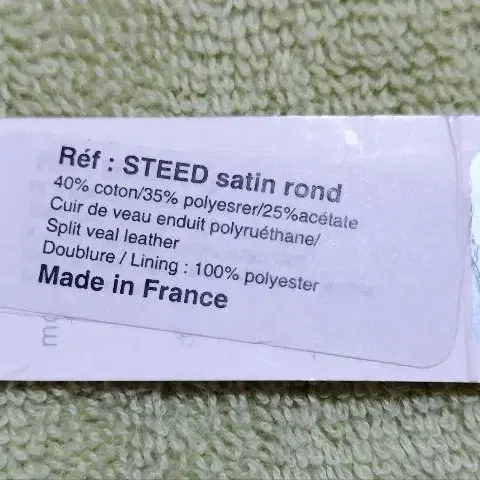 Réf : STEED satin rond
40% coton/35% polyesrer/25%acétate
Cuir de veau enduit polyruéthane/
Split veal leather
Doublure / Lining : 100% polyester
Made in France